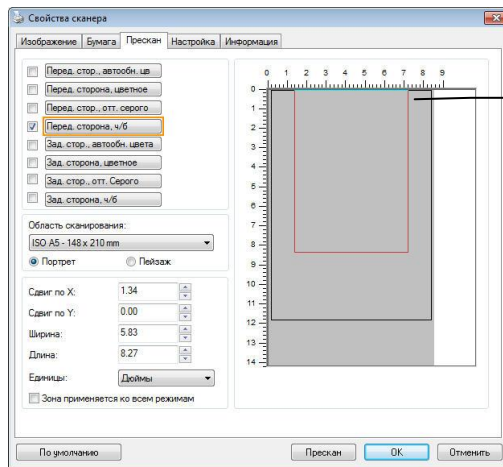 Свойства сканера
Изображение Бумага Прескан Настройка Информация
Перед. стор., автообн. цв
Перед. сторона, цветное
Перед. стор., отт. серого
Перед. сторона, ч/б
Зад. стор., автообн. цвета
Зад. сторона, цветное
Зад. стор., отт. Серого
Зад. сторона, ч/б
Область сканирования:
ISO A5 - 148 x 210 mm
Портрет Пейзаж
Сдвиг по X: 1.34
Сдвиг по Y: 0.00
Ширина: 5.83
Длина: 8.27
Единицы: Дюймы
Зона применяется ко всем режимам
0 1 2 3 4 5 6 7 8 9
0
1
2
3
4
5
6
7
8
9
10
11
12
13
14
По умолчанию Прескан OK Отменить